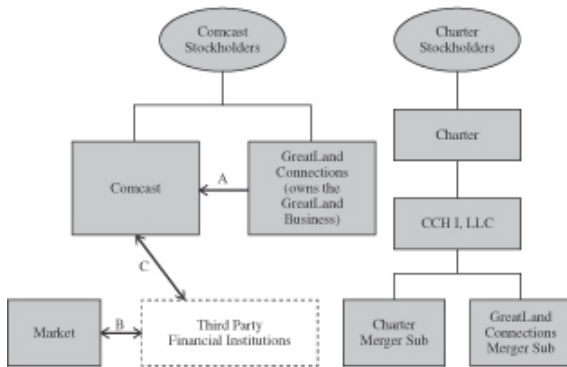 Comcast
Stockholders
Charter
Stockholders
Comcast
A
GreatLand
Connections
(owns the
GreatLand
Business)
Charter
CCH I, LLC
C
Market
B
Third Party
Financial Institutions
Charter
Merger Sub
GreatLand
Connections
Merger Sub